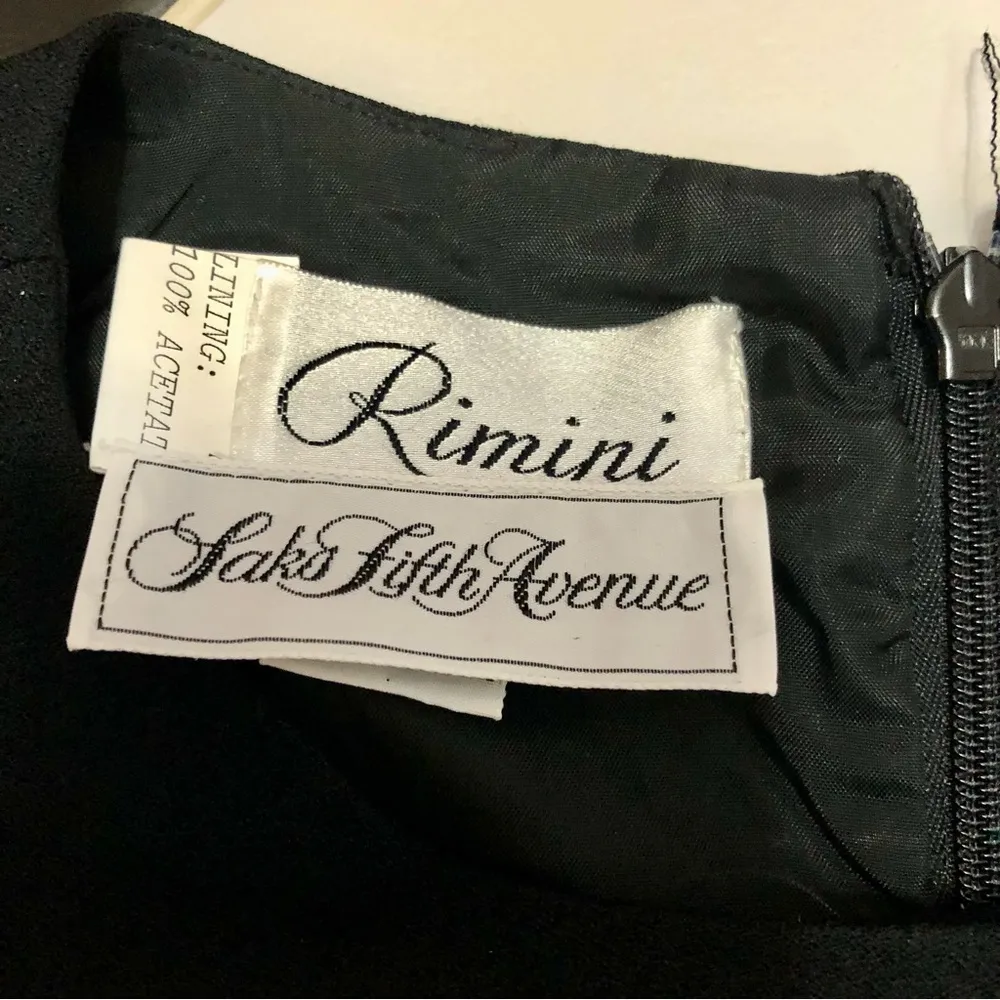 LINING:
100% ACETA
Rimini
Saks Fifth Avenue